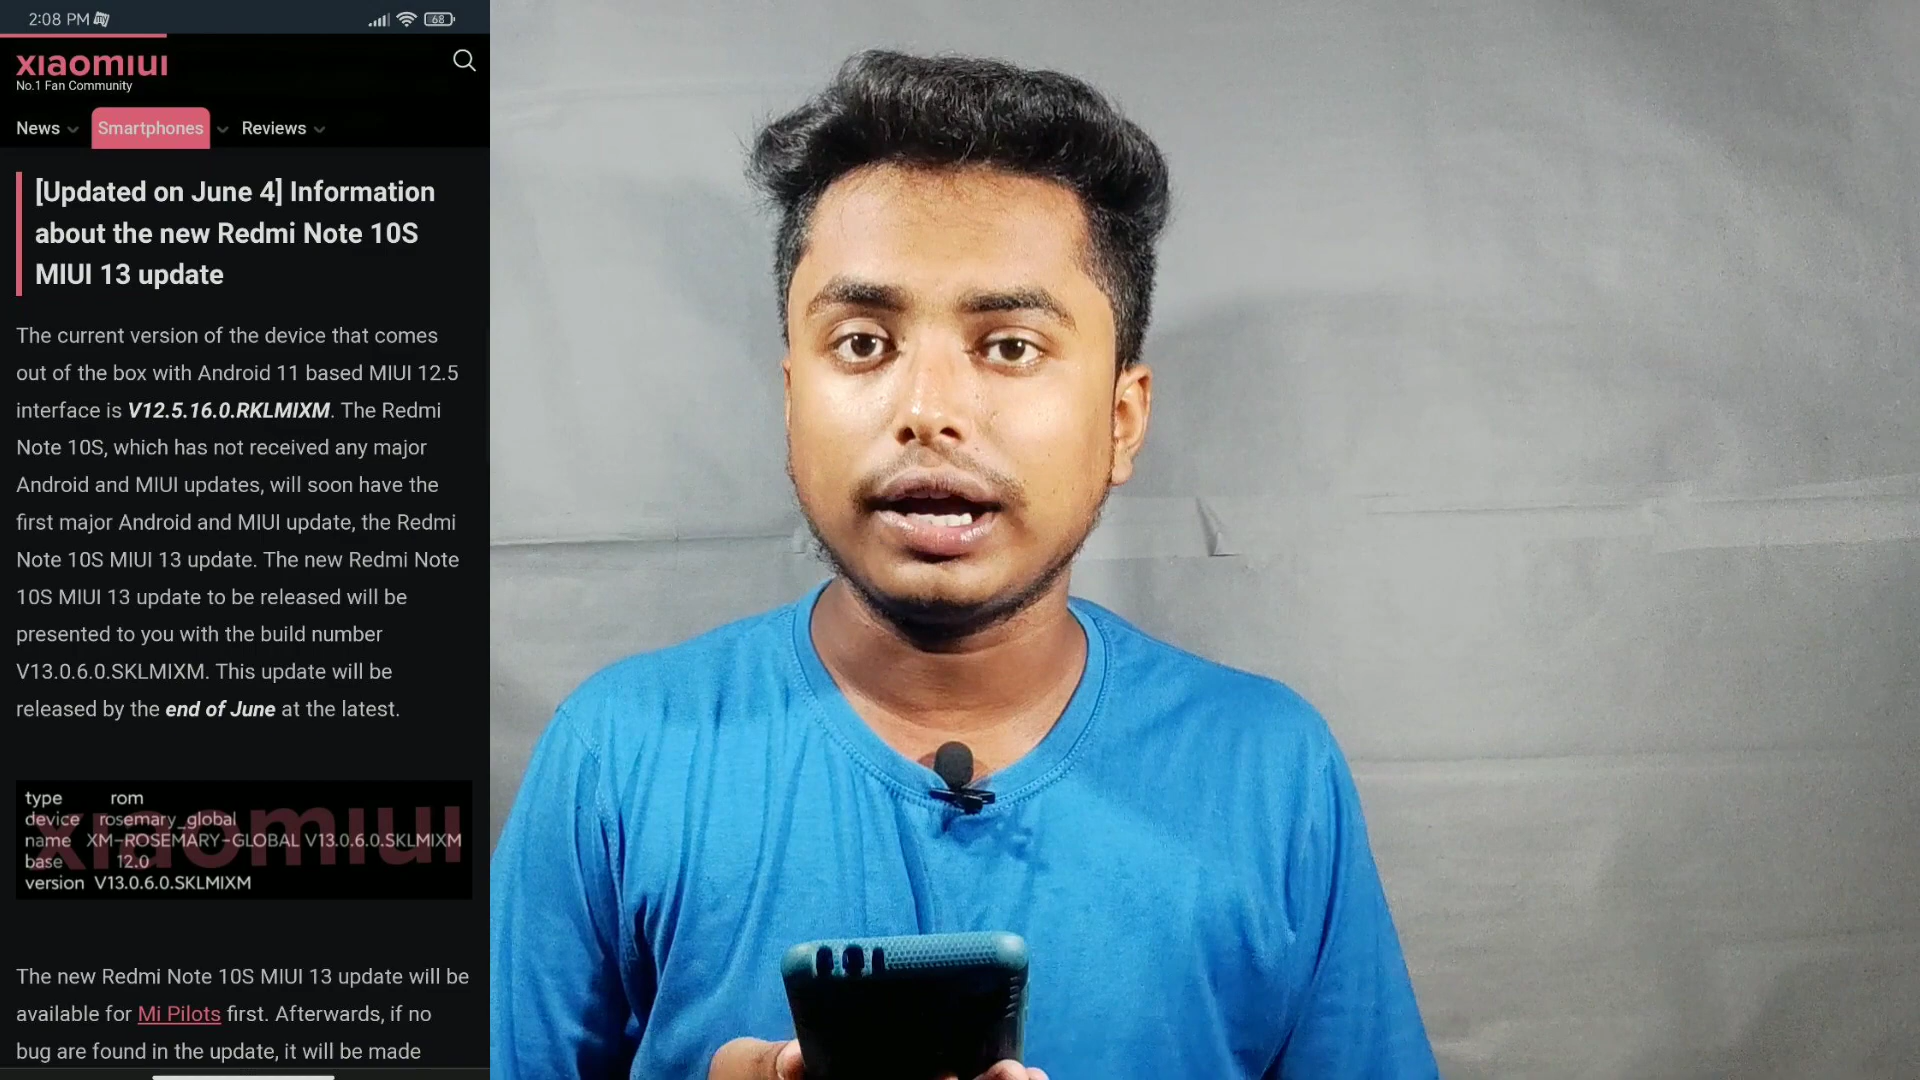 2:08 PM
68
xiaomiui
No.1 Fan Community
News Smartphones Reviews
[Updated on June 4] Information
about the new Redmi Note 10S
MIUI 13 update
The current version of the device that comes
out of the box with Android 11 based MIUI 12.5
interface is V12.5.16.0.RKLMIXM. The Redmi
Note 10S, which has not received any major
Android and MIUI updates, will soon have the
first major Android and MIUI update, the Redmi
Note 10S MIUI 13 update. The new Redmi Note
10S MIUI 13 update to be released will be
presented to you with the build number
V13.0.6.0.SKLMIXM. This update will be
released by the end of June at the latest.
xiaomiui
type rom
device rosemary_global
name XM-ROSEMARY-GLOBAL V13.0.6.0.SKLMIXM
base 12.0
version V13.0.6.0.SKLMIXM
The new Redmi Note 10S MIUI 13 update will be
available for Mi Pilots first. Afterwards, if no
bug are found in the update, it will be made